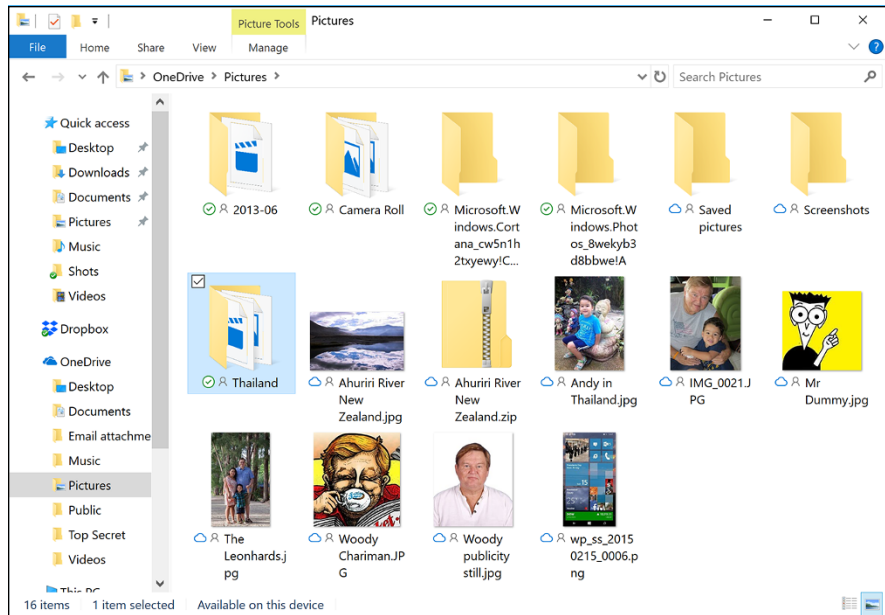 Picture Tools Pictures
File Home Share View Manage
OneDrive Pictures Search Pictures
Quick access
Desktop
Downloads
Documents
Pictures
Music
Shots
Videos
Dropbox
OneDrive
Desktop
Documents
Email attachme
Music
Pictures
Public
Top Secret
Videos
This PC
2013-06
Camera Roll
Microsoft.W
indows.Cort
ana_cw5n1h
2txyewy!C...
Microsoft.W
indows.Phot
os_8wekyb3
d8bbwe!A
Saved
pictures
Screenshots
Thailand
Ahuriri River
New
Zealand.jpg
Ahuriri River
New
Zealand.zip
Andy in
Thailand.jpg
IMG_0021.J
PG
Mr
Dummy.jpg
The
Leonhards.j
pg
Woody
Chariman.JP
G
Woody
publicity
still.jpg
wp_ss_2015
0215_0006.p
ng
16 items 1 item selected Available on this device